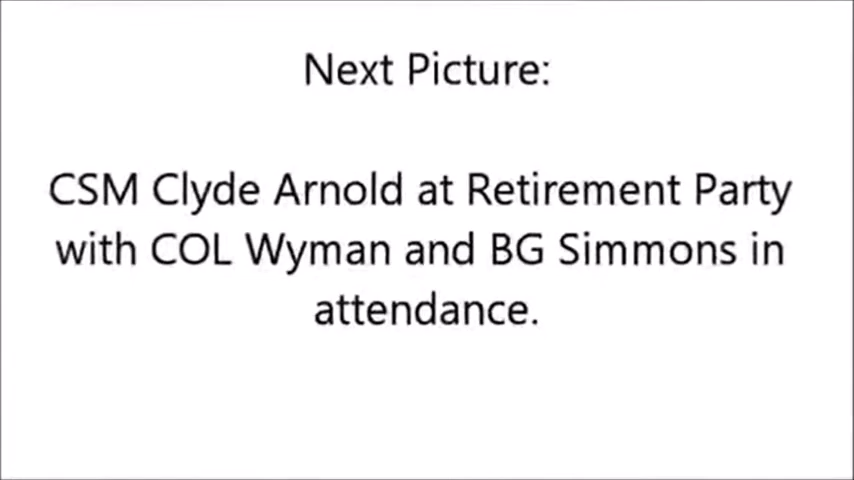 Next Picture:
CSM Clyde Arnold at Retirement Party
with COL Wyman and BG Simmons in
attendance.